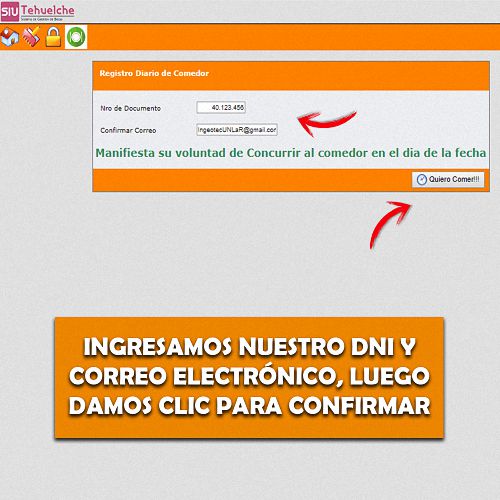 SIU Tehuelche
Sistema de Gestión de Becas
Registro Diario de Comedor
Nro de Documento 40.123.456
Confirmar Correo IngeotecUNLaR@gmail.con
Manifiesta su voluntad de Concurrir al comedor en el dia de la fecha
Quiero Comer!!!
INGRESAMOS NUESTRO DNI Y
CORREO ELECTRÓNICO, LUEGO
DAMOS CLIC PARA CONFIRMAR